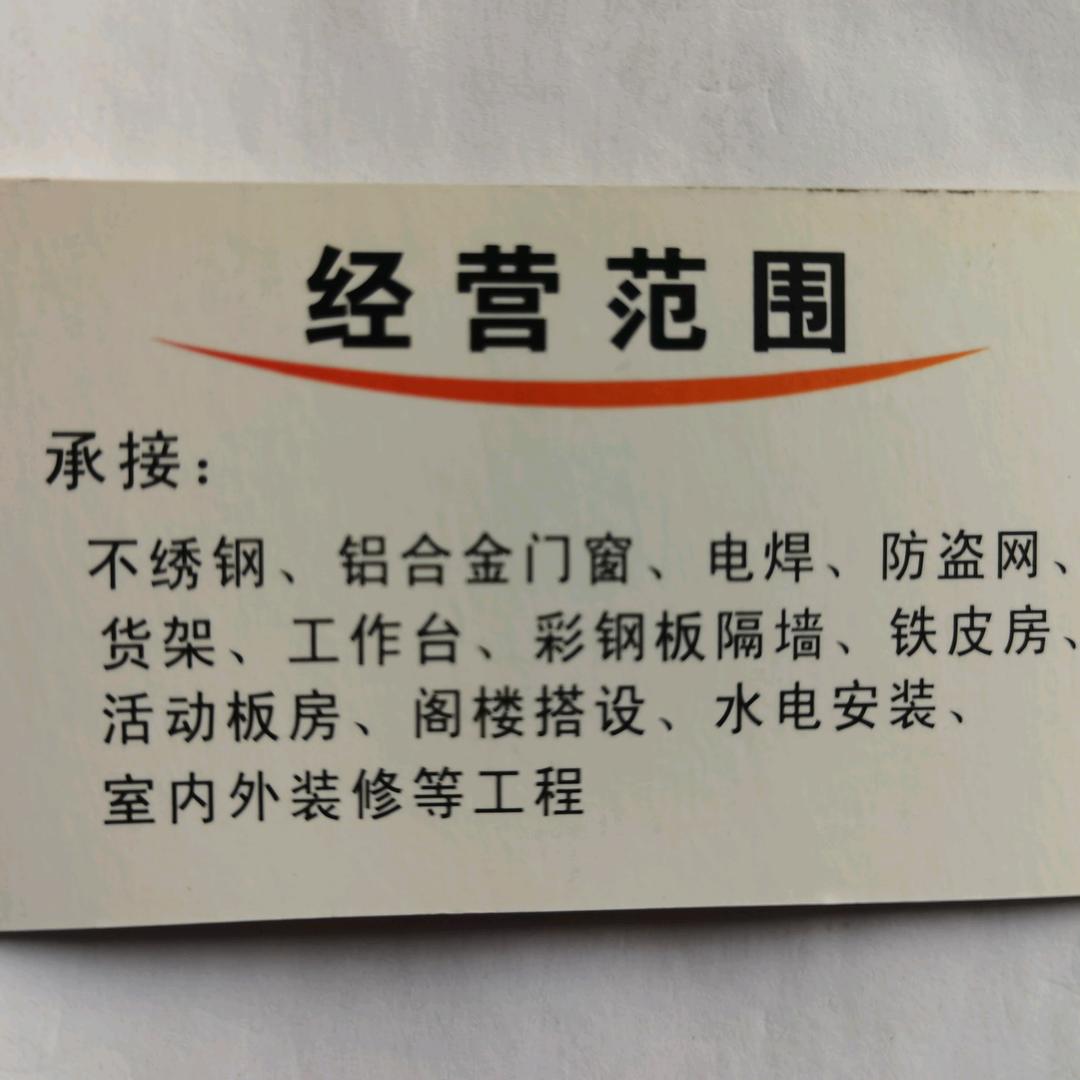 经营范围
承接：
不绣钢、铝合金门窗、电焊、防盗网、
货架、工作台、彩钢板隔墙、铁皮房、
活动板房、阁楼搭设、水电安装、
室内外装修等工程